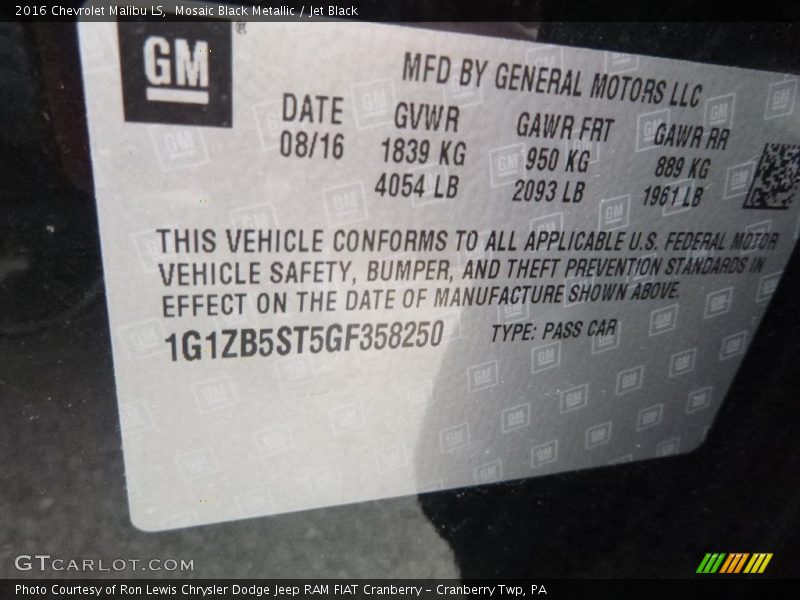 2016 Chevrolet Malibu LS, Mosaic Black Metallic / Jet Black
GM
MFD BY GENERAL MOTORS LLC
DATE GVWR GAWR FRT GAWR RR
08/16 1839 KG 950 KG 889 KG
4054 LB 2093 LB 1961 LB
THIS VEHICLE CONFORMS TO ALL APPLICABLE U.S. FEDERAL MOTOR
VEHICLE SAFETY, BUMPER, AND THEFT PREVENTION STANDARDS IN
EFFECT ON THE DATE OF MANUFACTURE SHOWN ABOVE.
1G1ZB5ST5GF358250 TYPE: PASS CAR
GTCARLOT.COM
Photo Courtesy of Ron Lewis Chrysler Dodge Jeep RAM FIAT Cranberry – Cranberry Twp, PA